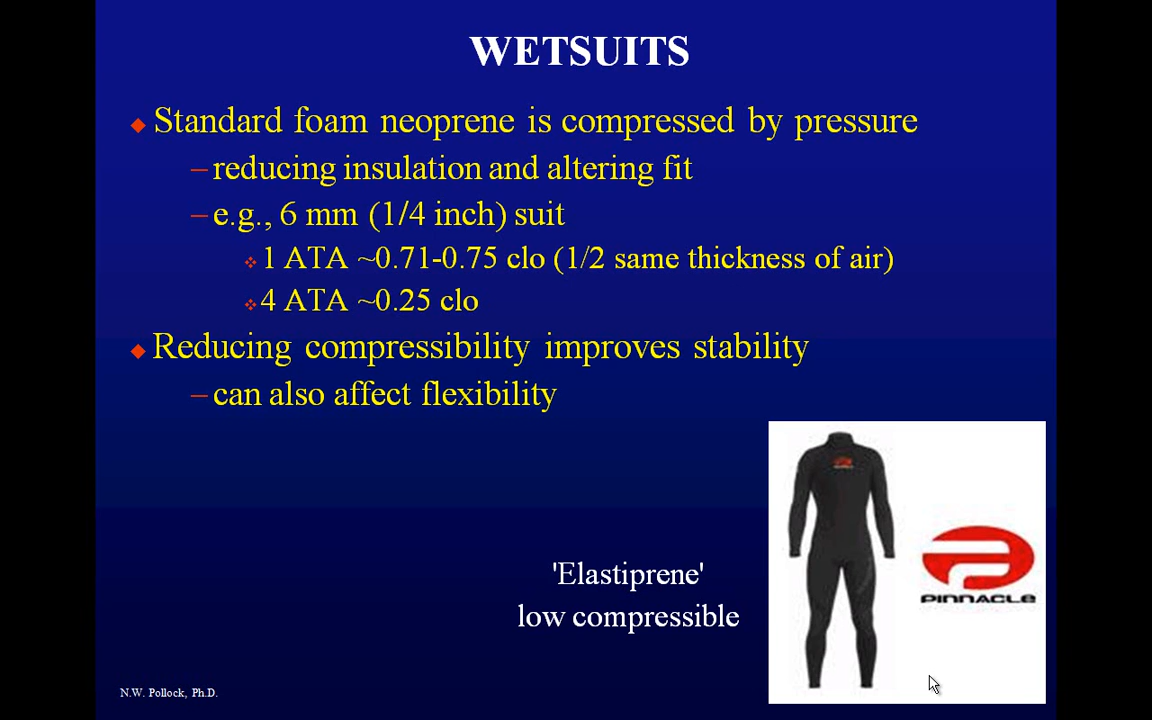 WETSUITS
Standard foam neoprene is compressed by pressure
–reducing insulation and altering fit
–e.g., 6 mm (1/4 inch) suit
1 ATA ~0.71-0.75 clo (1/2 same thickness of air)
4 ATA ~0.25 clo
Reducing compressibility improves stability
–can also affect flexibility
'Elastiprene'
low compressible
PINNACLE
N.W. Pollock, Ph.D.